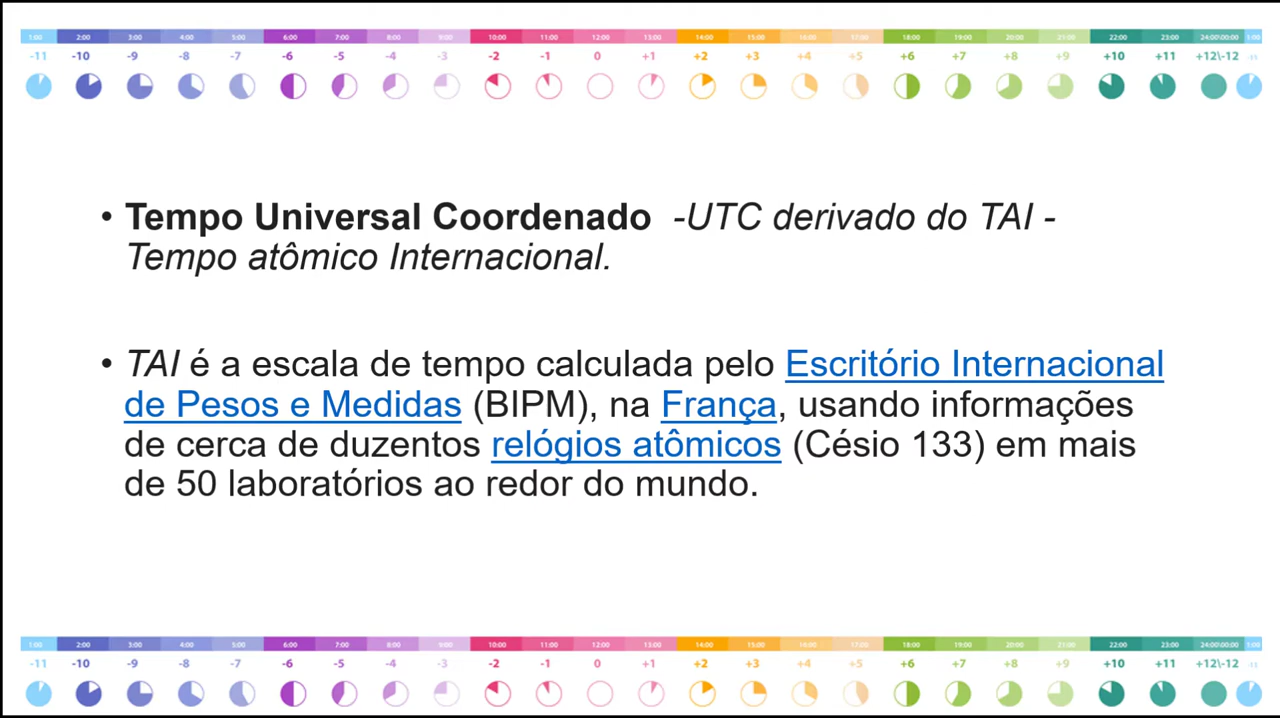 1:00 2:00 3:00 4:00 5:00 6:00 7:00 8:00 9:00 10:00 11:00 12:00 13:00 14:00 15:00 16:00 17:00 18:00 19:00 20:00 21:00 22:00 23:00 24:00\00:00 1:00
-11 -10 -9 -8 -7 -6 -5 -4 -3 -2 -1 0 +1 +2 +3 +4 +5 +6 +7 +8 +9 +10 +11 +12\-12 -11
• Tempo Universal Coordenado -UTC derivado do TAI -
Tempo atômico Internacional.
• TAI é a escala de tempo calculada pelo Escritório Internacional
de Pesos e Medidas (BIPM), na França, usando informações
de cerca de duzentos relógios atômicos (Césio 133) em mais
de 50 laboratórios ao redor do mundo.
1:00 2:00 3:00 4:00 5:00 6:00 7:00 8:00 9:00 10:00 11:00 12:00 13:00 14:00 15:00 16:00 17:00 18:00 19:00 20:00 21:00 22:00 23:00 24:00\00:00 1:00
-11 -10 -9 -8 -7 -6 -5 -4 -3 -2 -1 0 +1 +2 +3 +4 +5 +6 +7 +8 +9 +10 +11 +12\-12 -11